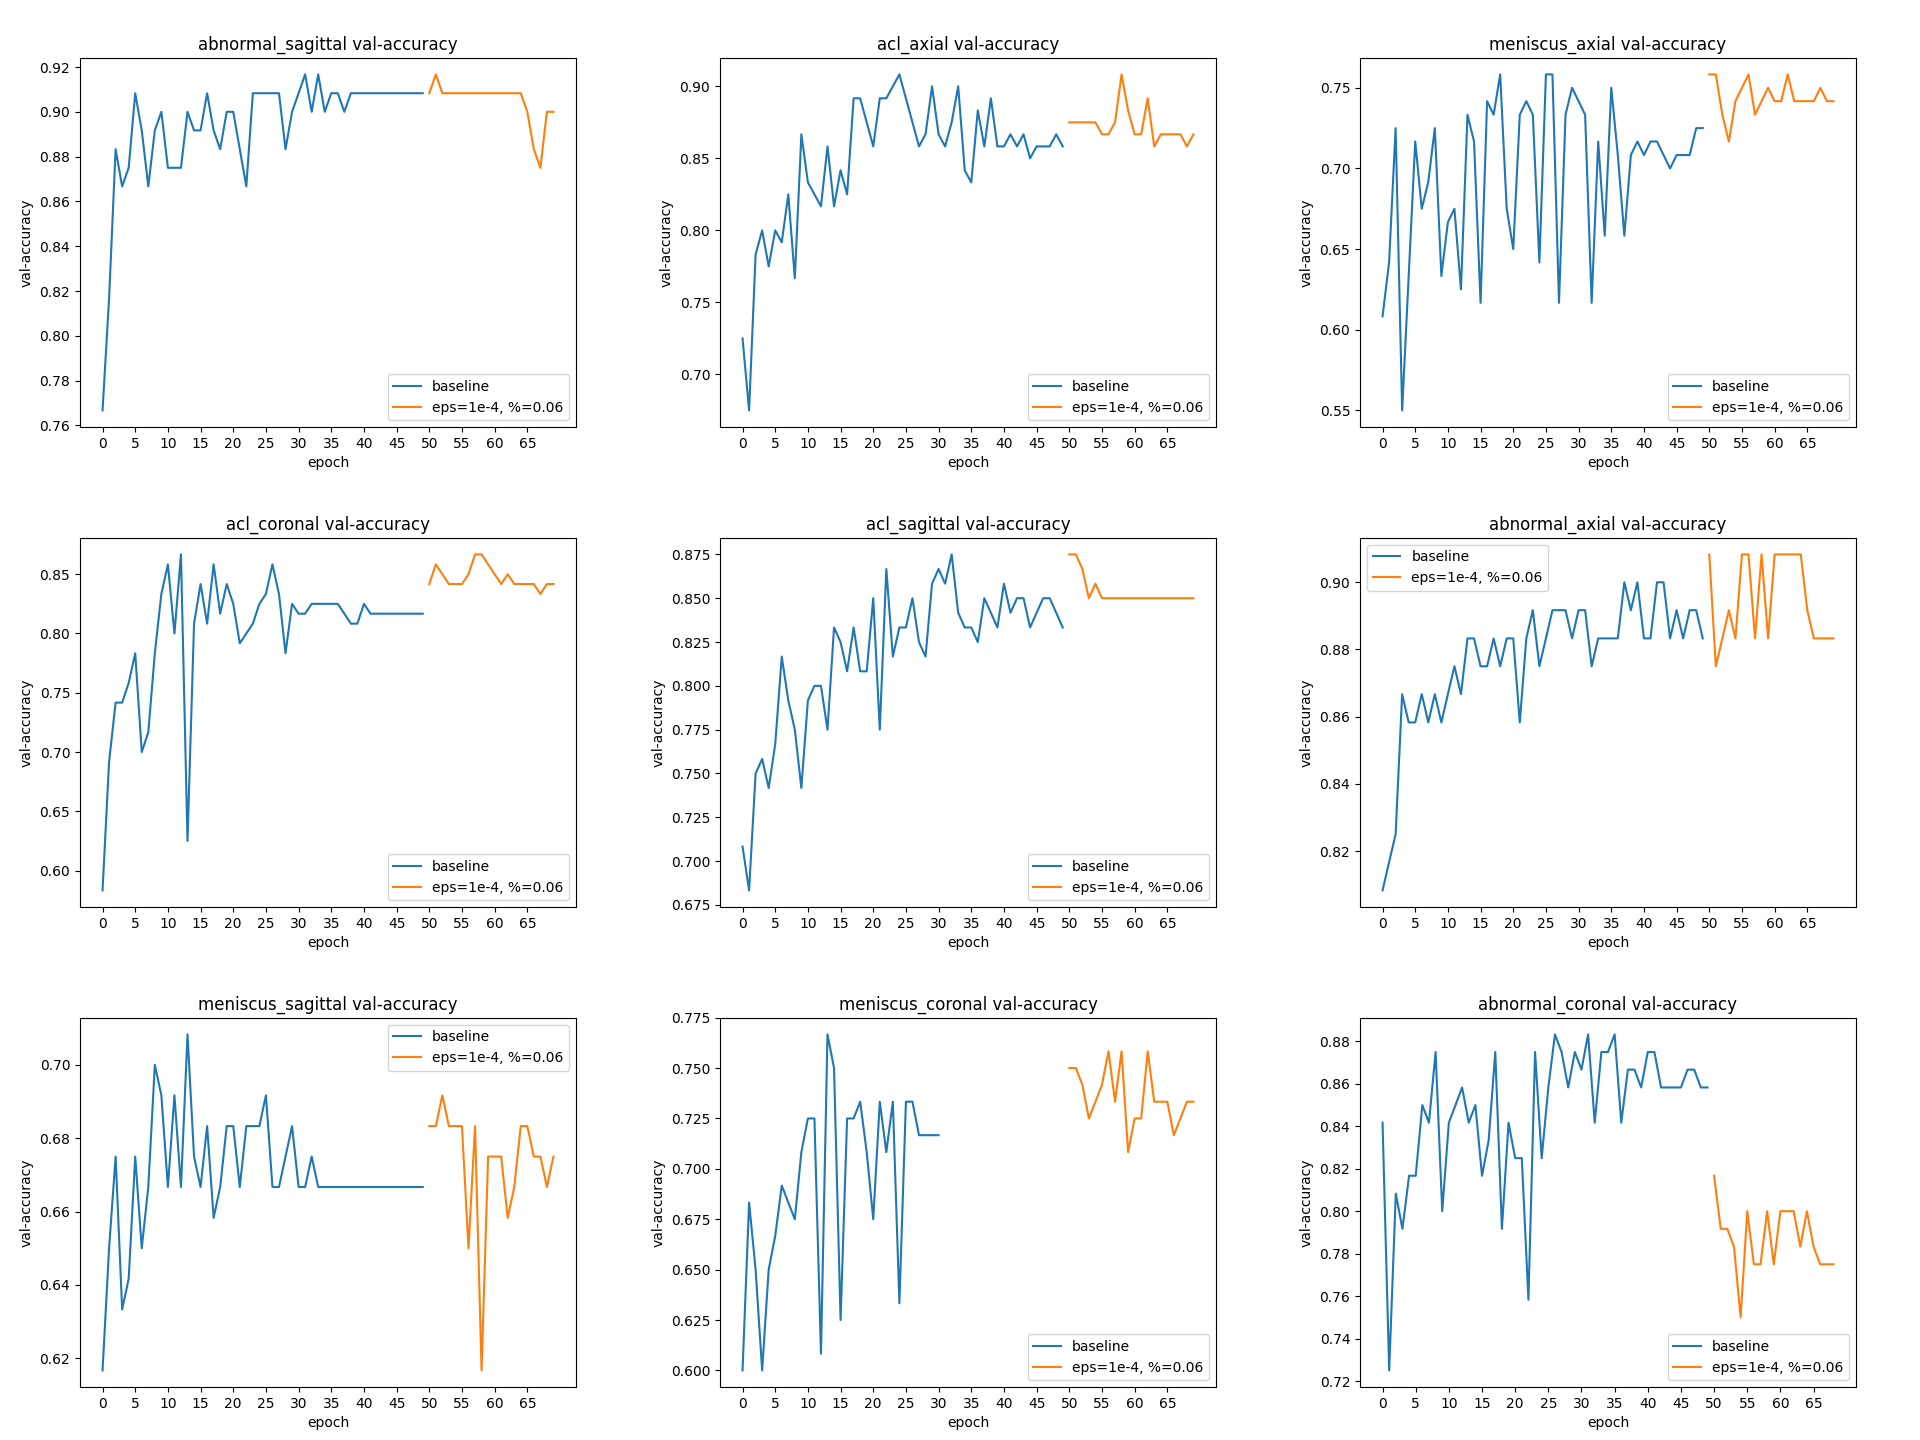 abnormal_sagittal val-accuracy
val-accuracy
0.92
0.90
0.88
0.86
0.84
0.82
0.80
0.78
0.76
baseline
eps=1e-4, %=0.06
0 5 10 15 20 25 30 35 40 45 50 55 60 65
epoch
acl_axial val-accuracy
val-accuracy
0.90
0.85
0.80
0.75
0.70
baseline
eps=1e-4, %=0.06
0 5 10 15 20 25 30 35 40 45 50 55 60 65
epoch
meniscus_axial val-accuracy
val-accuracy
0.75
0.70
0.65
0.60
0.55
baseline
eps=1e-4, %=0.06
0 5 10 15 20 25 30 35 40 45 50 55 60 65
epoch
acl_coronal val-accuracy
val-accuracy
0.85
0.80
0.75
0.70
0.65
0.60
baseline
eps=1e-4, %=0.06
0 5 10 15 20 25 30 35 40 45 50 55 60 65
epoch
acl_sagittal val-accuracy
val-accuracy
0.875
0.850
0.825
0.800
0.775
0.750
0.725
0.700
0.675
baseline
eps=1e-4, %=0.06
0 5 10 15 20 25 30 35 40 45 50 55 60 65
epoch
abnormal_axial val-accuracy
val-accuracy
baseline
eps=1e-4, %=0.06
0.90
0.88
0.86
0.84
0.82
0 5 10 15 20 25 30 35 40 45 50 55 60 65
epoch
meniscus_sagittal val-accuracy
val-accuracy
baseline
eps=1e-4, %=0.06
0.70
0.68
0.66
0.64
0.62
0 5 10 15 20 25 30 35 40 45 50 55 60 65
epoch
meniscus_coronal val-accuracy
val-accuracy
0.775
0.750
0.725
0.700
0.675
0.650
0.625
0.600
baseline
eps=1e-4, %=0.06
0 5 10 15 20 25 30 35 40 45 50 55 60 65
epoch
abnormal_coronal val-accuracy
val-accuracy
0.88
0.86
0.84
0.82
0.80
0.78
0.76
0.74
0.72
baseline
eps=1e-4, %=0.06
0 5 10 15 20 25 30 35 40 45 50 55 60 65
epoch